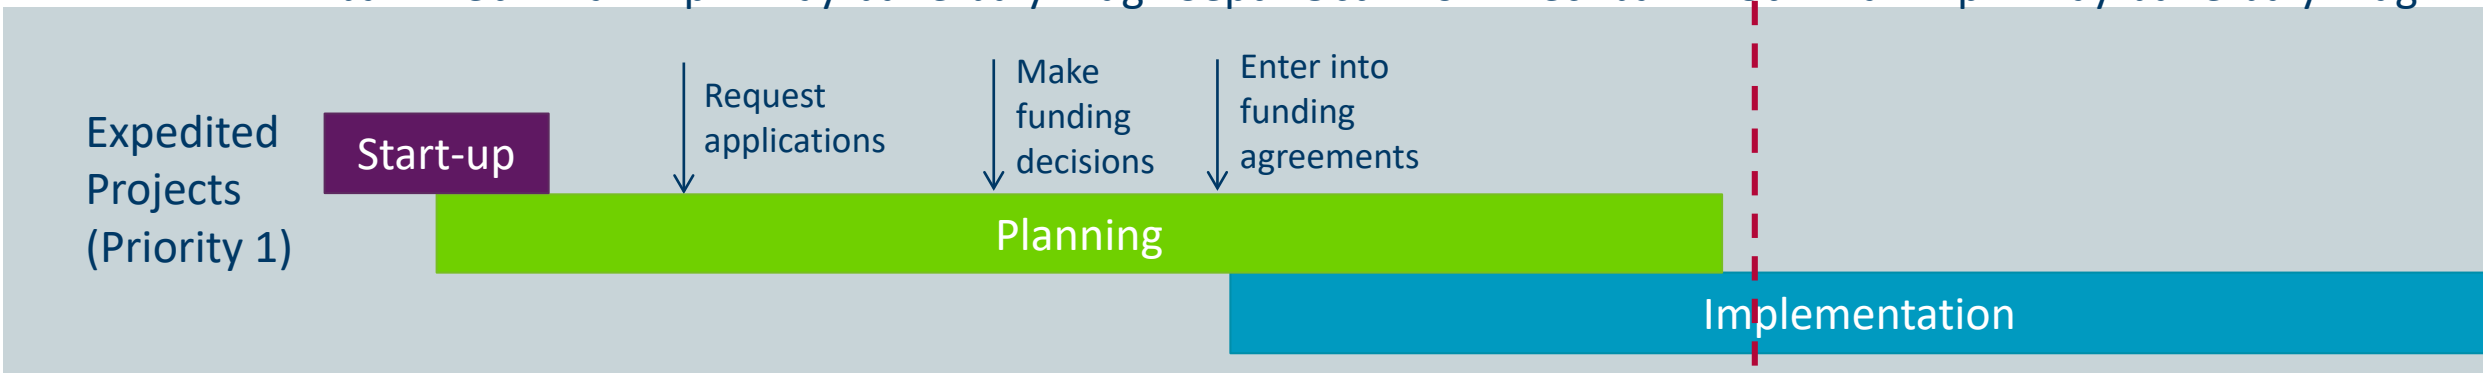 Expedited
Projects
(Priority 1)
Start-up
Request
applications
Make
funding
decisions
Enter into
funding
agreements
Planning
Implementation